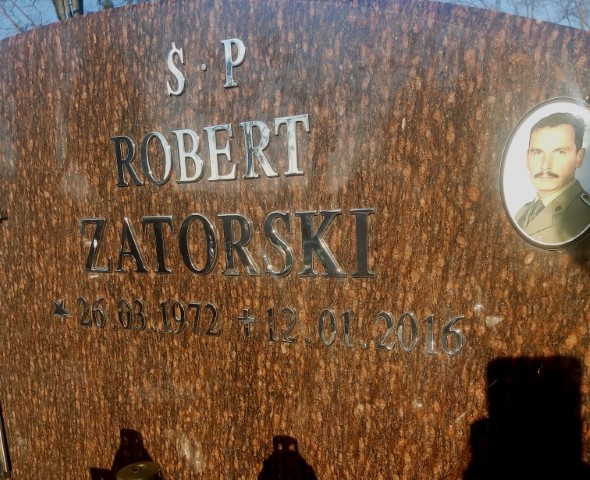 Ś · P
ROBERT
ZATORSKI
* 26.03.1972 + 12.01.2016